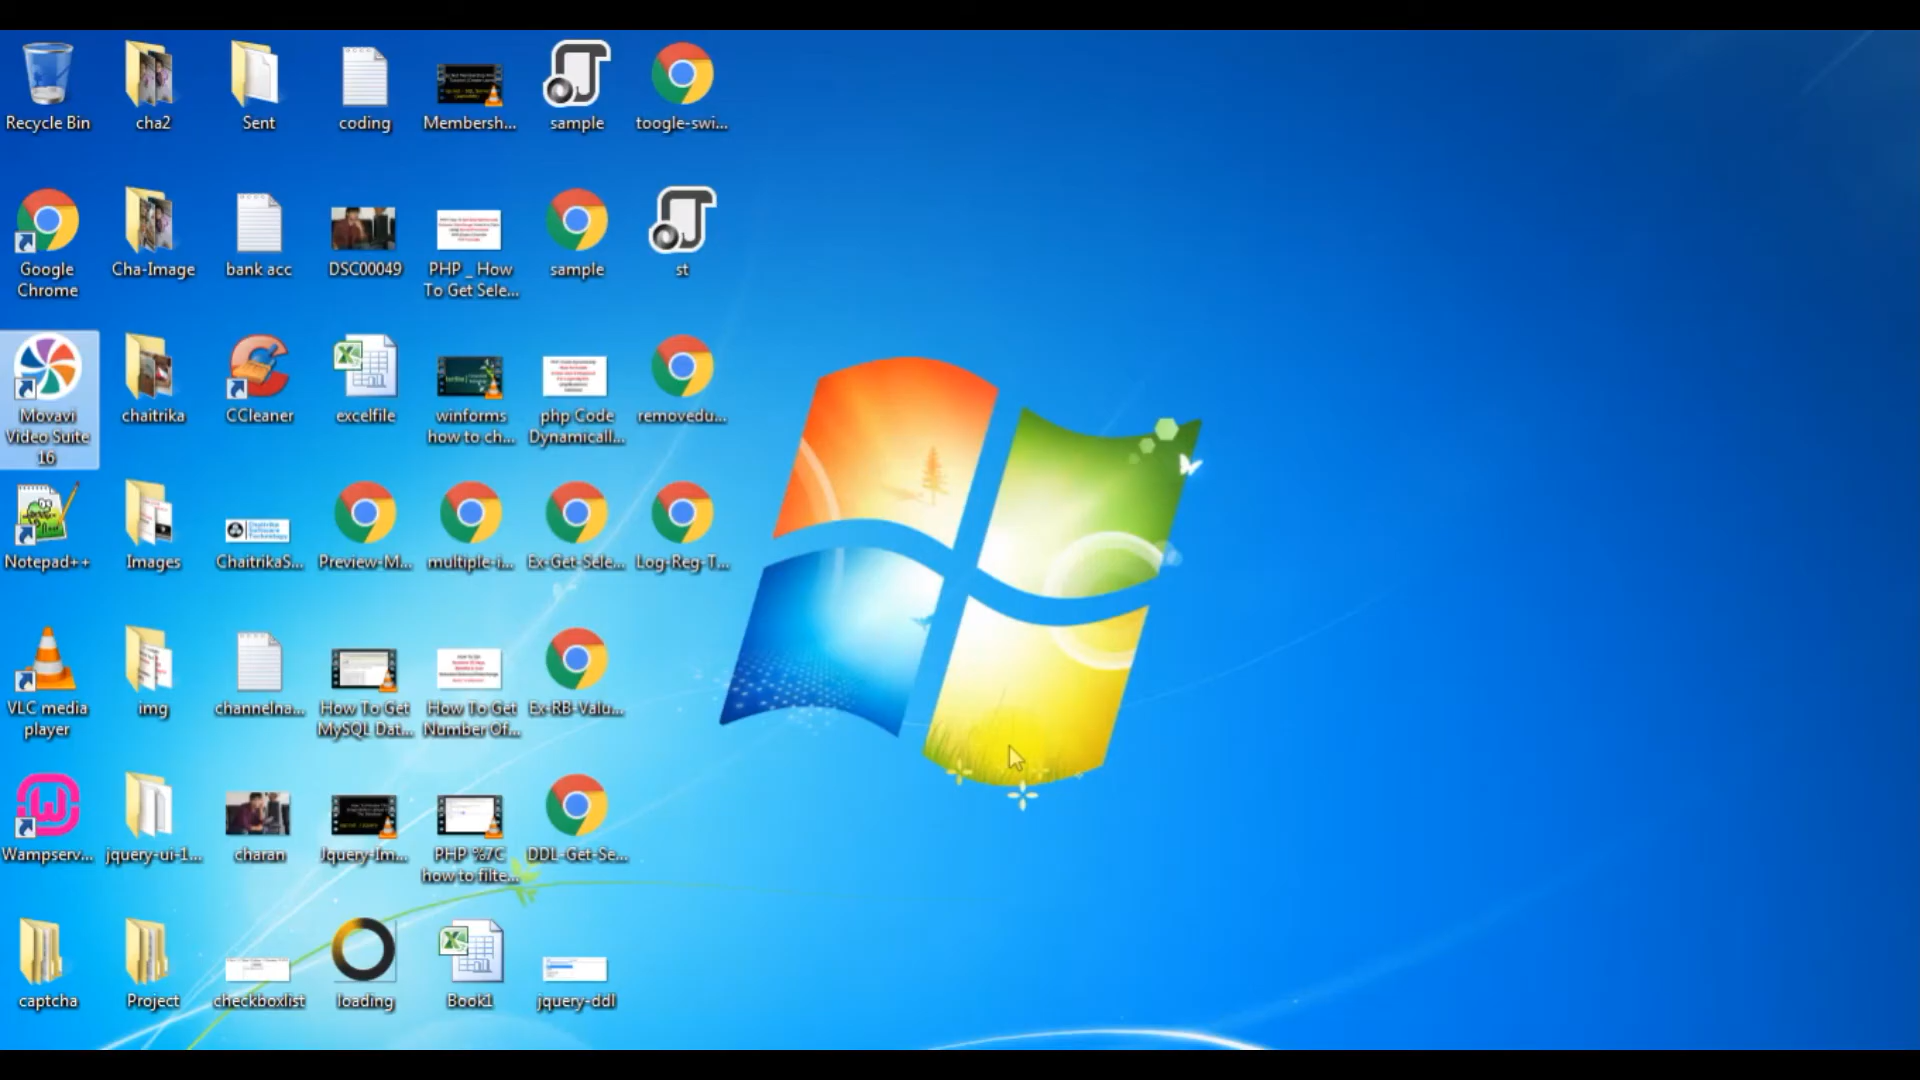 Recycle Bin
cha2
Sent
coding
Membersh...
sample
toogle-swi...
Google
Chrome
Cha-Image
bank acc
DSC00049
PHP _ How
To Get Sele...
sample
st
Movavi
Video Suite
16
chaitrika
CCleaner
excelfile
winforms
how to ch...
php Code
Dynamicall...
removedu...
Notepad++
Images
ChaitrikaS...
Preview-M...
multiple-i...
Ex-Get-Sele...
Log-Reg-T...
VLC media
player
img
channelna...
How To Get
MySQL Dat...
How To Get
Number Of...
Ex-RB-Valu...
Wampserv...
jquery-ui-1...
charan
Jquery-Im...
PHP %7C
how to filte...
DDL-Get-Se...
captcha
Project
checkboxlist
loading
Book1
jquery-ddl